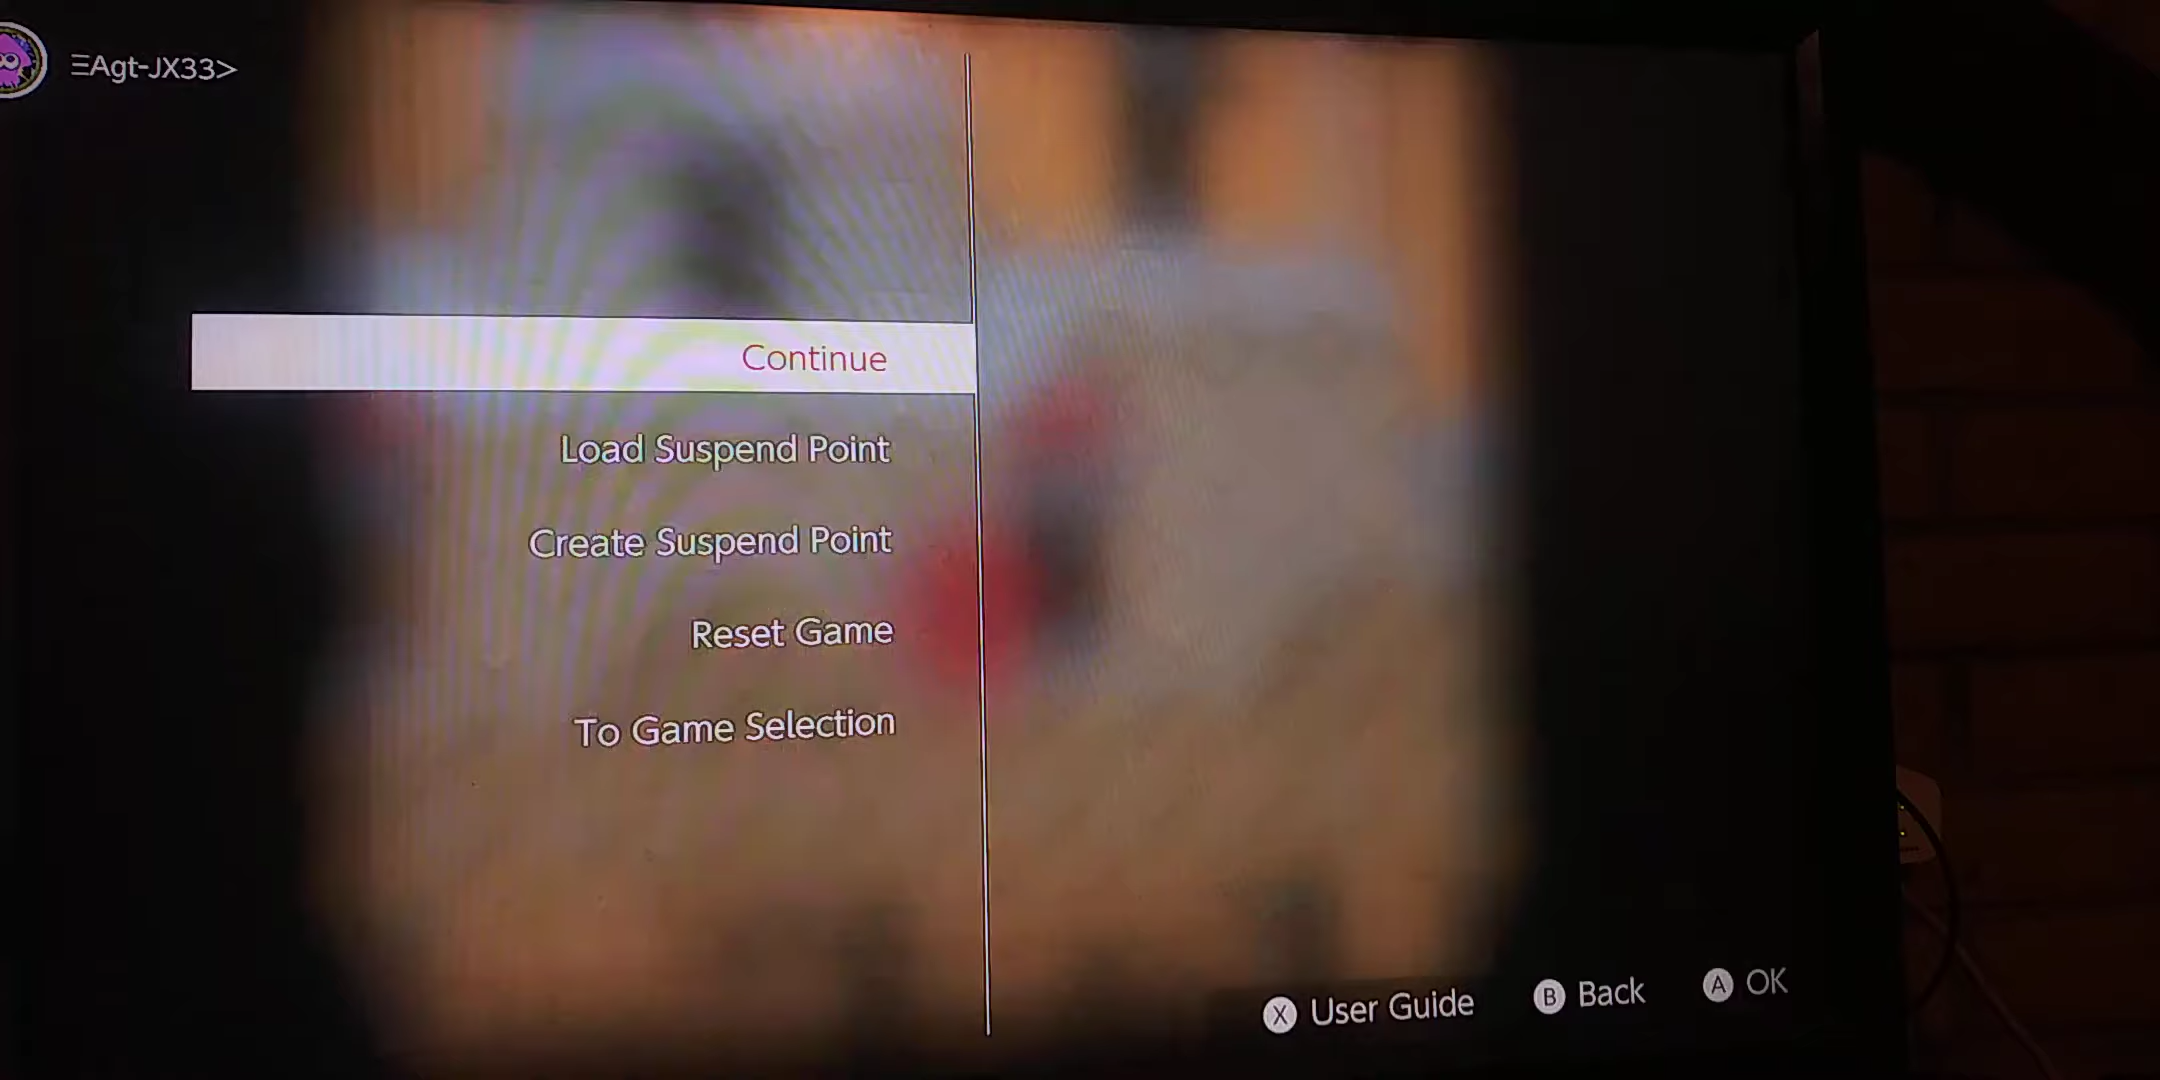 ΞAgt-JX33>
Continue
Load Suspend Point
Create Suspend Point
Reset Game
To Game Selection
X User Guide B Back A OK